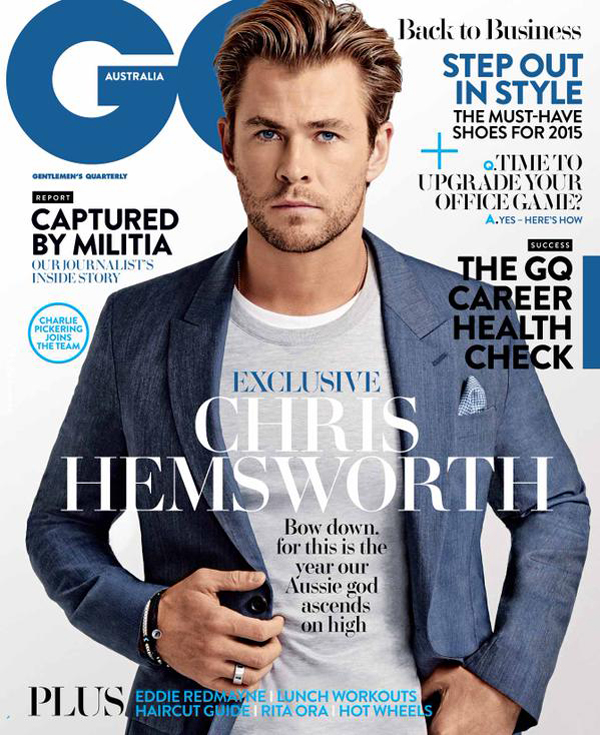 GQ
AUSTRALIA
GENTLEMEN'S QUARTERLY
Back to Business
STEP OUT
IN STYLE
THE MUST-HAVE
SHOES FOR 2015
+
Q.TIME TO
UPGRADE YOUR
OFFICE GAME?
A.YES – HERE'S HOW
REPORT
CAPTURED
BY MILITIA
OUR JOURNALIST'S
INSIDE STORY
CHARLIE
PICKERING
JOINS
THE TEAM
SUCCESS
THE GQ
CAREER
HEALTH
CHECK
EXCLUSIVE
CHRIS
HEMSWORTH
Bow down,
for this is the
year our
Aussie god
ascends
on high
PLUS
EDDIE REDMAYNE | LUNCH WORKOUTS
HAIRCUT GUIDE | RITA ORA | HOT WHEELS